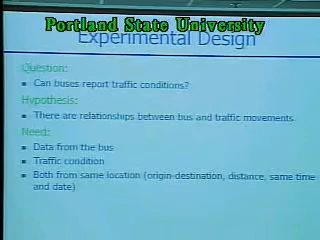 Portland State University
Experimental Design
Question:
Can buses report traffic conditions?
Hypothesis:
There are relationships between bus and traffic movements.
Need:
Data from the bus
Traffic condition
Both from same location (origin-destination, distance, same time
and date)